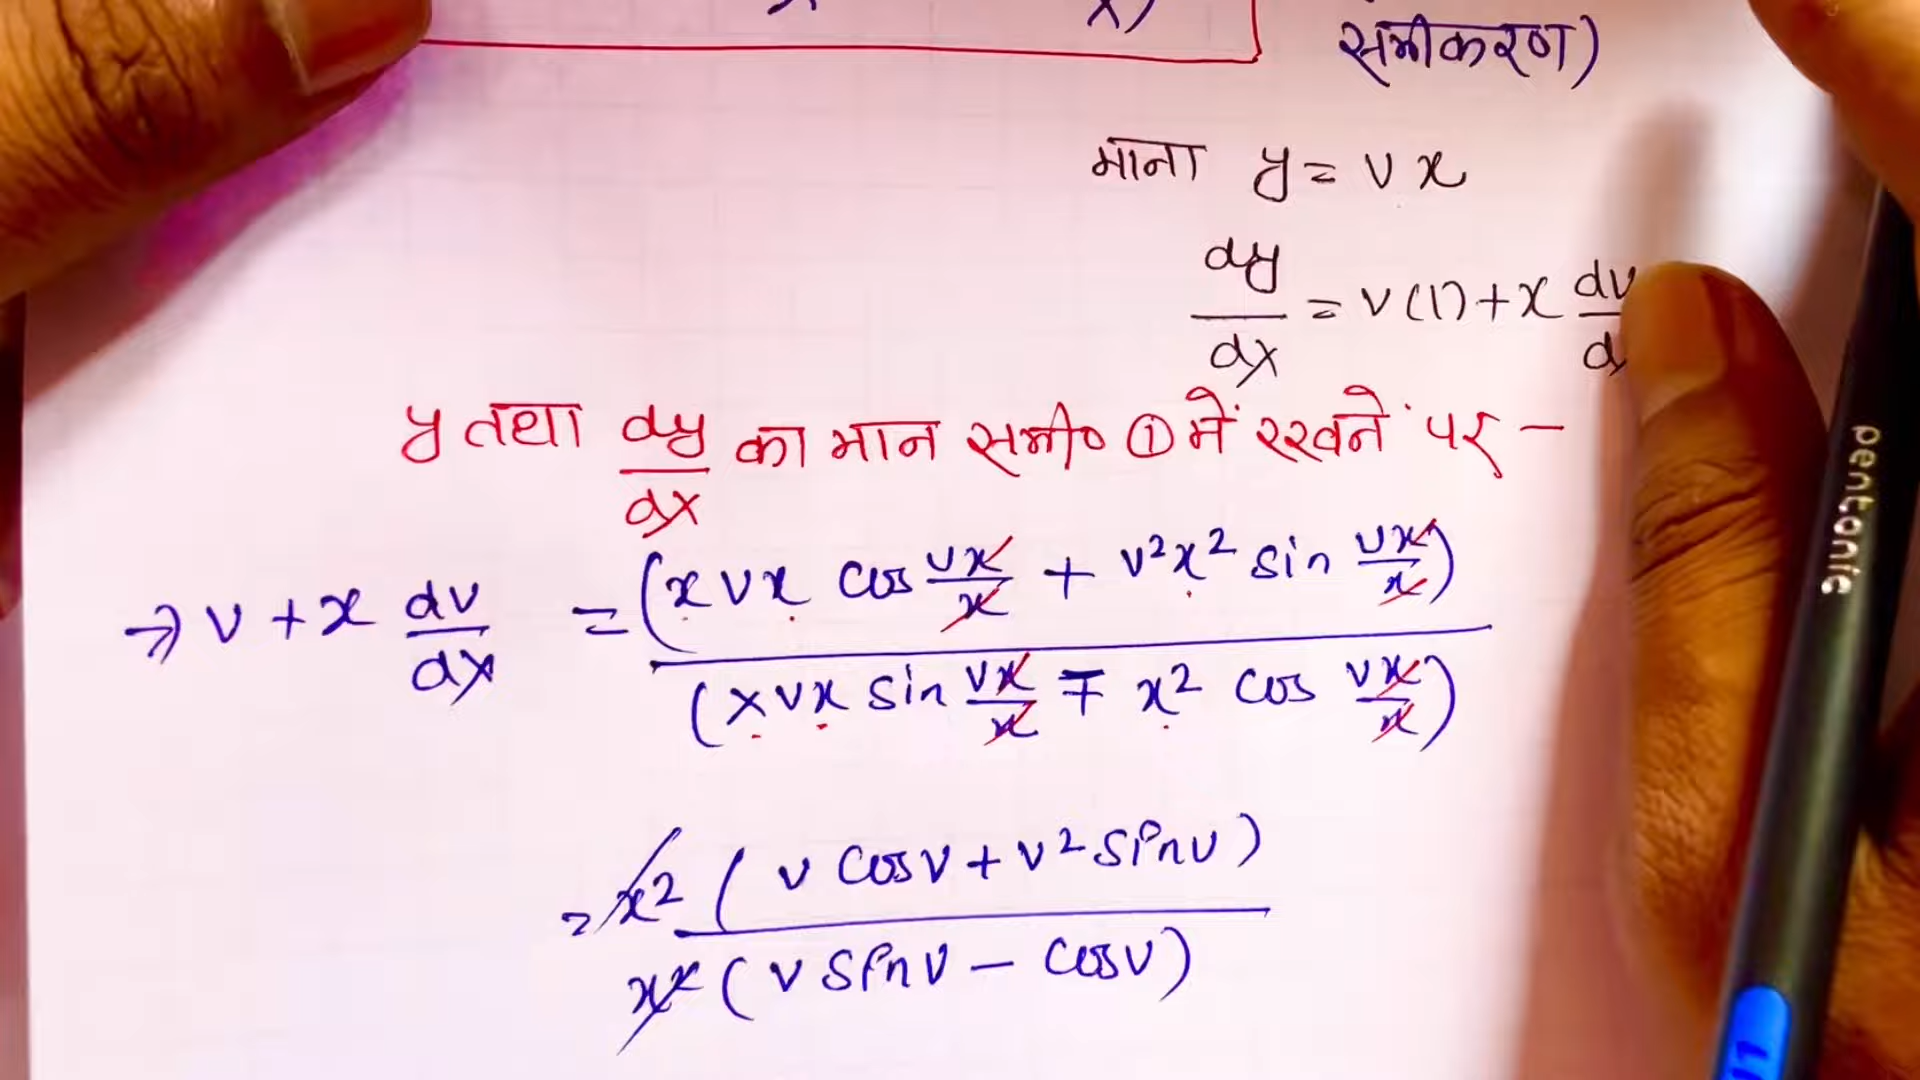 समीकरण)
माना y = v x
dy/dx = v(1) + x dv/d
y तथा dy/dx का मान समी० ① में रखने पर –
⇒ v + x dv/dx = (x v x cos vx/x + v²x² sin vx/x) / (x v x sin vx/x - x² cos vx/x)
= x² (v cos v + v² sin v) / x² (v sin v – cos v)
pentonic